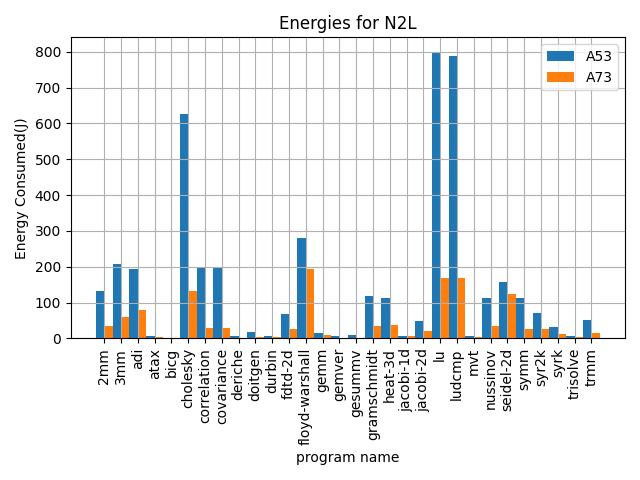 Energies for N2L
A53
A73
Energy Consumed(J)
800
700
600
500
400
300
200
100
0
2mm
3mm
adi
atax
bicg
cholesky
correlation
covariance
deriche
doitgen
durbin
fdtd-2d
floyd-warshall
gemm
gemver
gesummv
gramschmidt
heat-3d
jacobi-1d
jacobi-2d
lu
ludcmp
mvt
nussinov
seidel-2d
symm
syr2k
syrk
trisolve
trmm
program name